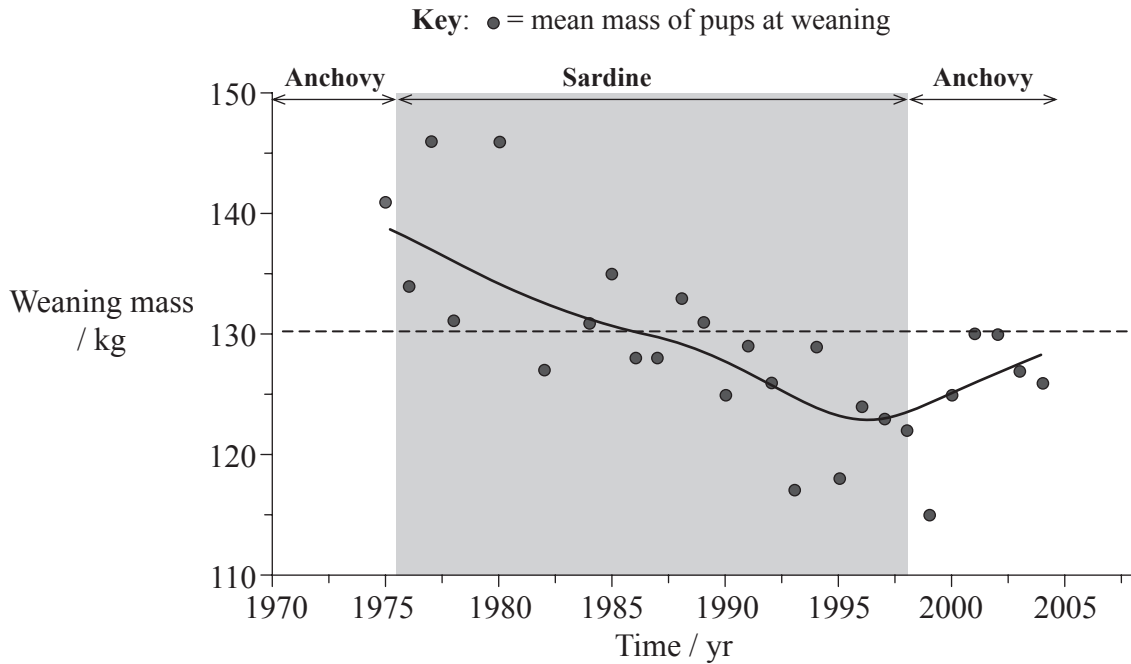 Key: = mean mass of pups at weaning
Anchovy Sardine Anchovy
150
140
130
120
110
Weaning mass
/ kg
1970 1975 1980 1985 1990 1995 2000 2005
Time / yr